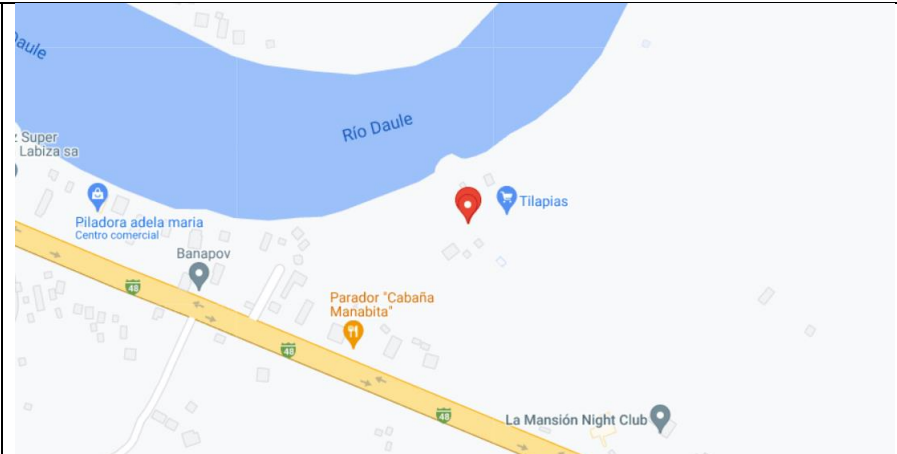 Daule
Río Daule
z Super
Labiza sa
Tilapias
Piladora adela maria
Centro comercial
Banapov
48
Parador "Cabaña
Manabita"
48
48
La Mansión Night Club